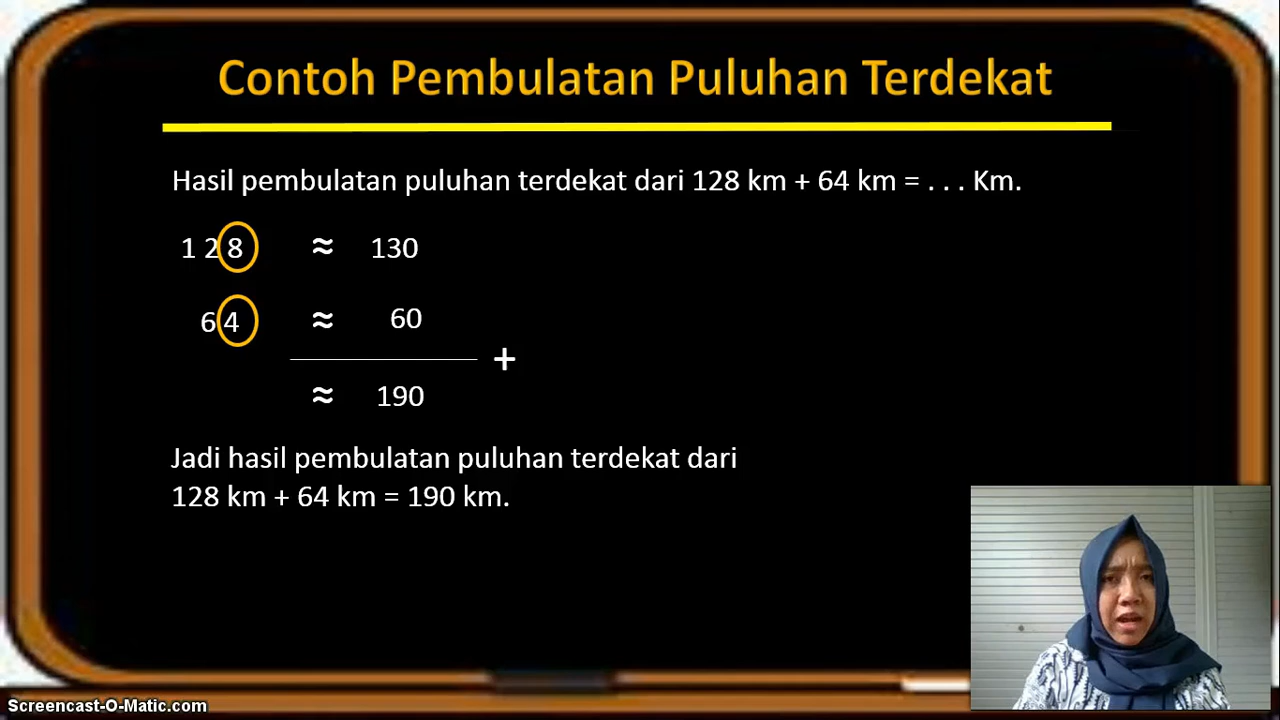 Contoh Pembulatan Puluhan Terdekat
Hasil pembulatan puluhan terdekat dari 128 km + 64 km = . . . Km.
1 2 8 ≈ 130
6 4 ≈ 60
+
≈ 190
Jadi hasil pembulatan puluhan terdekat dari
128 km + 64 km = 190 km.
Screencast-O-Matic.com